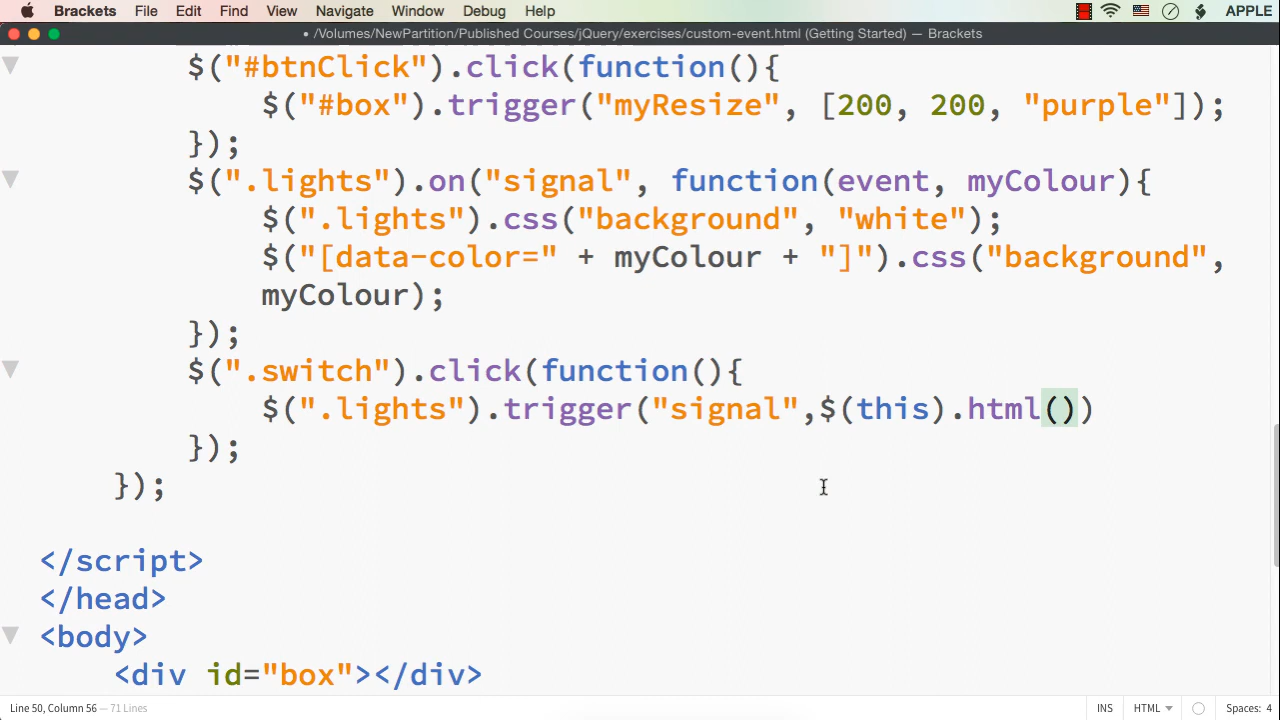 Brackets File Edit Find View Navigate Window Debug Help APPLE
• /Volumes/NewPartition/Published Courses/jQuery/exercises/custom-event.html (Getting Started) — Brackets
$("#btnClick").click(function(){
$("#box").trigger("myResize", [200, 200, "purple"]);
});
$(".lights").on("signal", function(event, myColour){
$(".lights").css("background", "white");
$("[data-color=" + myColour + "]").css("background",
myColour);
});
$(".switch").click(function(){
$(".lights").trigger("signal",$(this).html())
});
});
</script>
</head>
<body>
<div id="box"></div>
Line 50, Column 56 — 71 Lines INS HTML Spaces: 4